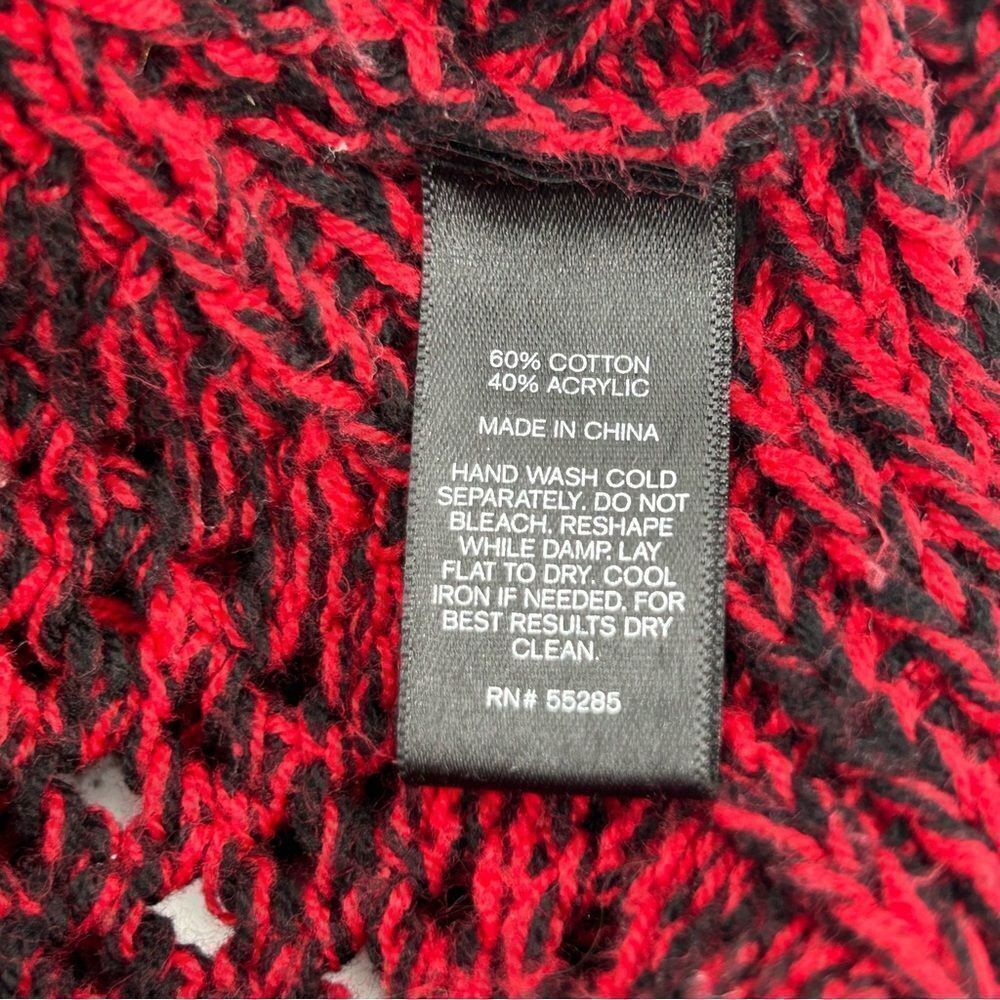 60% COTTON
40% ACRYLIC
MADE IN CHINA
HAND WASH COLD
SEPARATELY. DO NOT
BLEACH. RESHAPE
WHILE DAMP. LAY
FLAT TO DRY. COOL
IRON IF NEEDED. FOR
BEST RESULTS DRY
CLEAN.
RN# 55285